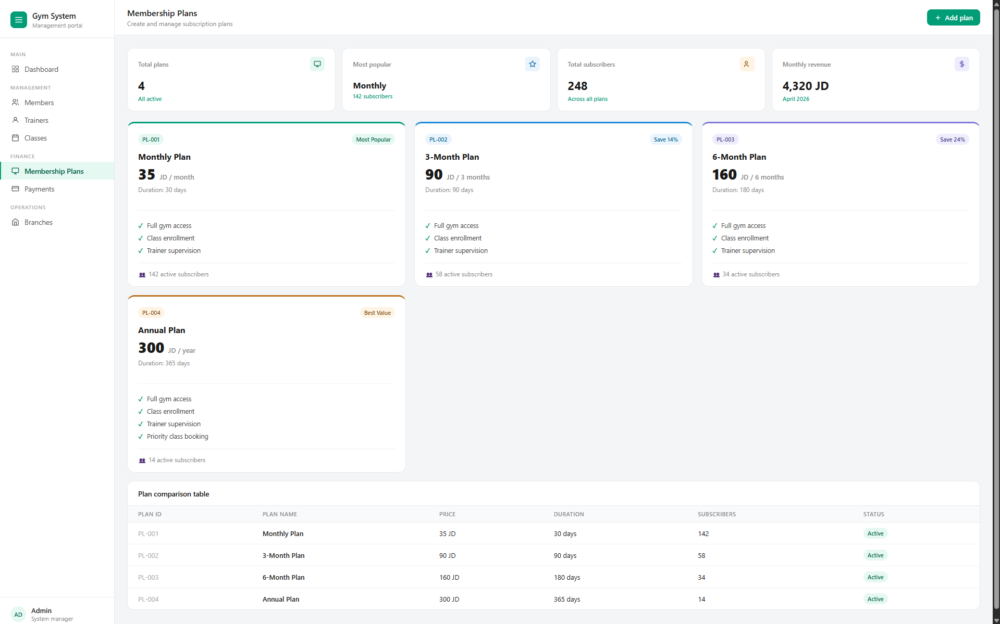 Gym System
Management portal
MAIN
Dashboard
MANAGEMENT
Members
Trainers
Classes
FINANCE
Membership Plans
Payments
OPERATIONS
Branches
AD
Admin
System manager
Membership Plans
Create and manage subscription plans
+ Add plan
Total plans
4
All active
Most popular
Monthly
142 subscribers
Total subscribers
248
Across all plans
Monthly revenue
$
4,320 JD
April 2026
PL-001 Most Popular
Monthly Plan
35 JD / month
Duration: 30 days
✓ Full gym access
✓ Class enrollment
✓ Trainer supervision
142 active subscribers
PL-002 Save 14%
3-Month Plan
90 JD / 3 months
Duration: 90 days
✓ Full gym access
✓ Class enrollment
✓ Trainer supervision
58 active subscribers
PL-003 Save 24%
6-Month Plan
160 JD / 6 months
Duration: 180 days
✓ Full gym access
✓ Class enrollment
✓ Trainer supervision
34 active subscribers
PL-004 Best Value
Annual Plan
300 JD / year
Duration: 365 days
✓ Full gym access
✓ Class enrollment
✓ Trainer supervision
✓ Priority class booking
14 active subscribers
Plan comparison table
PLAN ID PLAN NAME PRICE DURATION SUBSCRIBERS STATUS
PL-001 Monthly Plan 35 JD 30 days 142 Active
PL-002 3-Month Plan 90 JD 90 days 58 Active
PL-003 6-Month Plan 160 JD 180 days 34 Active
PL-004 Annual Plan 300 JD 365 days 14 Active